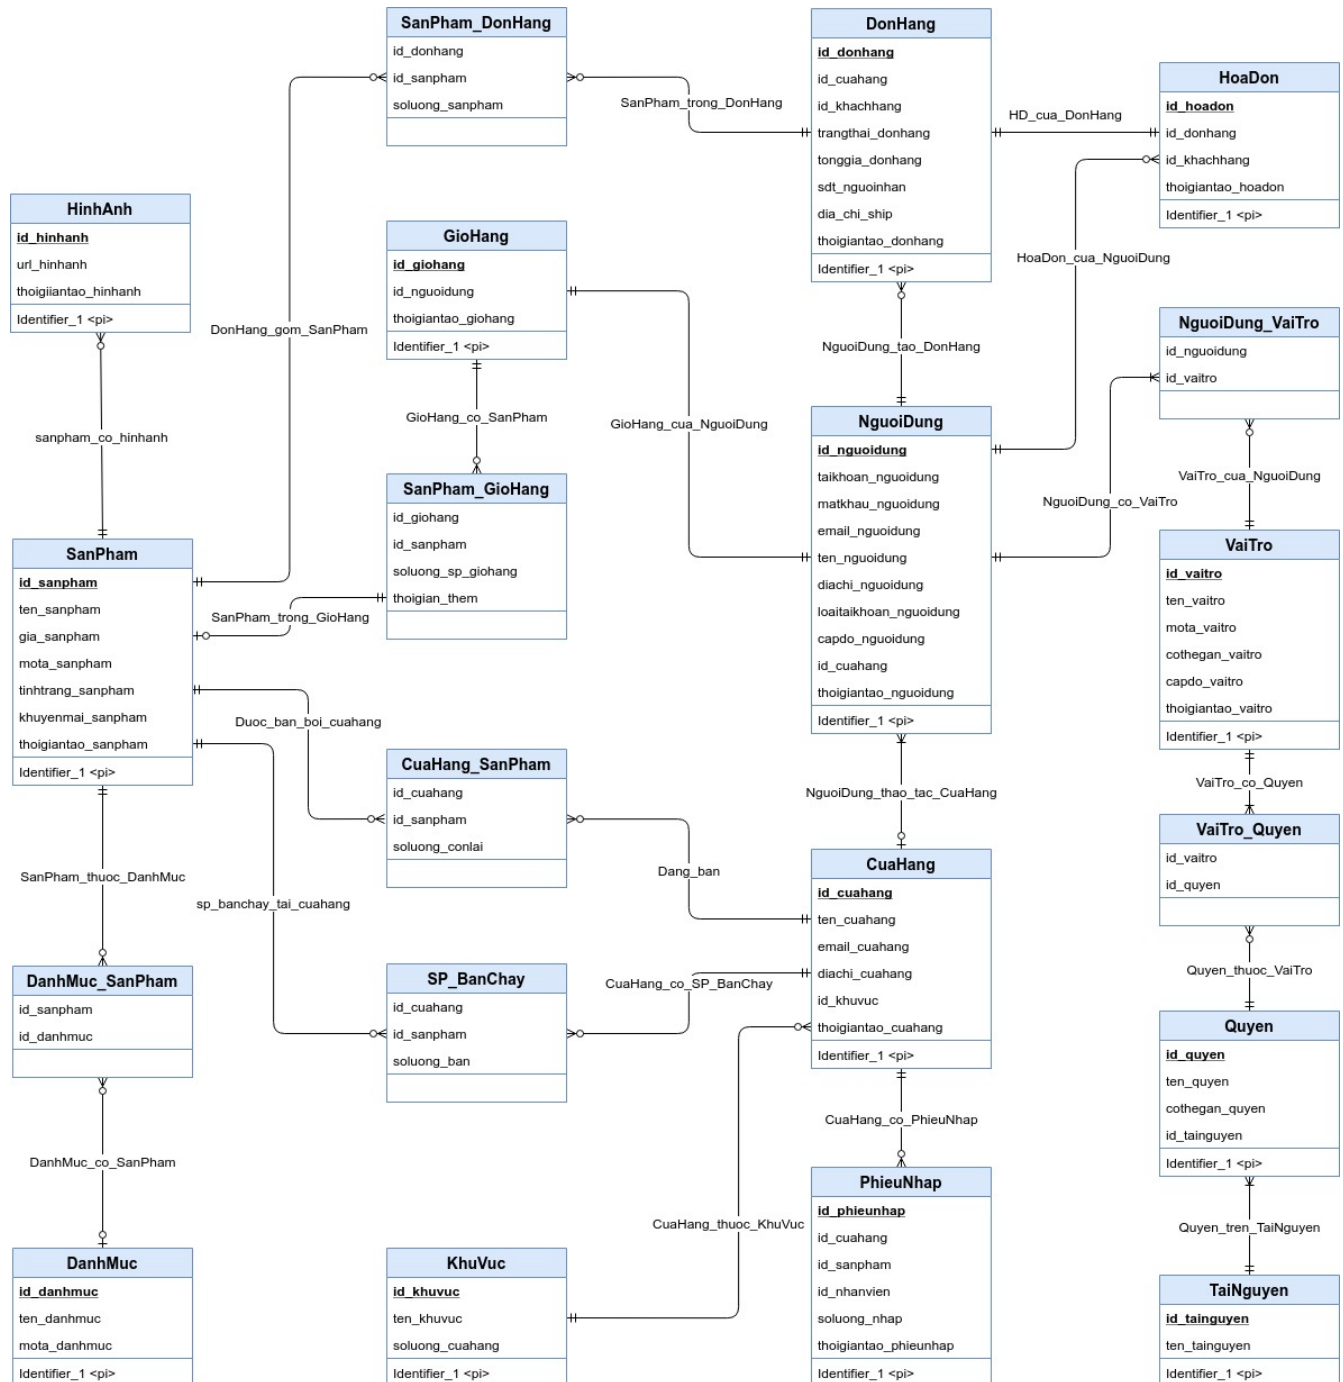 SanPham_DonHang
id_donhang
id_sanpham
soluong_sanpham
SanPham_trong_DonHang
DonHang
id_donhang
id_cuahang
id_khachhang
trangthai_donhang
tonggia_donhang
sdt_nguoinhan
dia_chi_ship
thoigiantao_donhang
Identifier_1 <pi>
HD_cua_DonHang
HoaDon
id_hoadon
id_donhang
id_khachhang
thoigiantao_hoadon
Identifier_1 <pi>
HoaDon_cua_NguoiDung
HinhAnh
id_hinhanh
url_hinhanh
thoigiiantao_hinhanh
Identifier_1 <pi>
DonHang_gom_SanPham
sanpham_co_hinhanh
GioHang
id_giohang
id_nguoidung
thoigiantao_giohang
Identifier_1 <pi>
GioHang_co_SanPham
GioHang_cua_NguoiDung
NguoiDung_tao_DonHang
NguoiDung_VaiTro
id_nguoidung
id_vaitro
VaiTro_cua_NguoiDung
NguoiDung_co_VaiTro
NguoiDung
id_nguoidung
taikhoan_nguoidung
matkhau_nguoidung
email_nguoidung
ten_nguoidung
diachi_nguoidung
loaitaikhoan_nguoidung
capdo_nguoidung
id_cuahang
thoigiantao_nguoidung
Identifier_1 <pi>
SanPham_GioHang
id_giohang
id_sanpham
soluong_sp_giohang
thoigian_them
SanPham_trong_GioHang
SanPham
id_sanpham
ten_sanpham
gia_sanpham
mota_sanpham
tinhtrang_sanpham
khuyenmai_sanpham
thoigiantao_sanpham
Identifier_1 <pi>
VaiTro
id_vaitro
ten_vaitro
mota_vaitro
cothegan_vaitro
capdo_vaitro
thoigiantao_vaitro
Identifier_1 <pi>
VaiTro_co_Quyen
Duoc_ban_boi_cuahang
CuaHang_SanPham
id_cuahang
id_sanpham
soluong_conlai
Dang_ban
NguoiDung_thao_tac_CuaHang
VaiTro_Quyen
id_vaitro
id_quyen
Quyen_thuoc_VaiTro
SanPham_thuoc_DanhMuc
sp_banchay_tai_cuahang
CuaHang
id_cuahang
ten_cuahang
email_cuahang
diachi_cuahang
id_khuvuc
thoigiantao_cuahang
Identifier_1 <pi>
DanhMuc_SanPham
id_sanpham
id_danhmuc
SP_BanChay
id_cuahang
id_sanpham
soluong_ban
CuaHang_co_SP_BanChay
Quyen
id_quyen
ten_quyen
cothegan_quyen
id_tainguyen
Identifier_1 <pi>
CuaHang_co_PhieuNhap
DanhMuc_co_SanPham
CuaHang_thuoc_KhuVuc
Quyen_tren_TaiNguyen
PhieuNhap
id_phieunhap
id_cuahang
id_sanpham
id_nhanvien
soluong_nhap
thoigiantao_phieunhap
Identifier_1 <pi>
DanhMuc
id_danhmuc
ten_danhmuc
mota_danhmuc
Identifier_1 <pi>
KhuVuc
id_khuvuc
ten_khuvuc
soluong_cuahang
Identifier_1 <pi>
TaiNguyen
id_tainguyen
ten_tainguyen
Identifier_1 <pi>